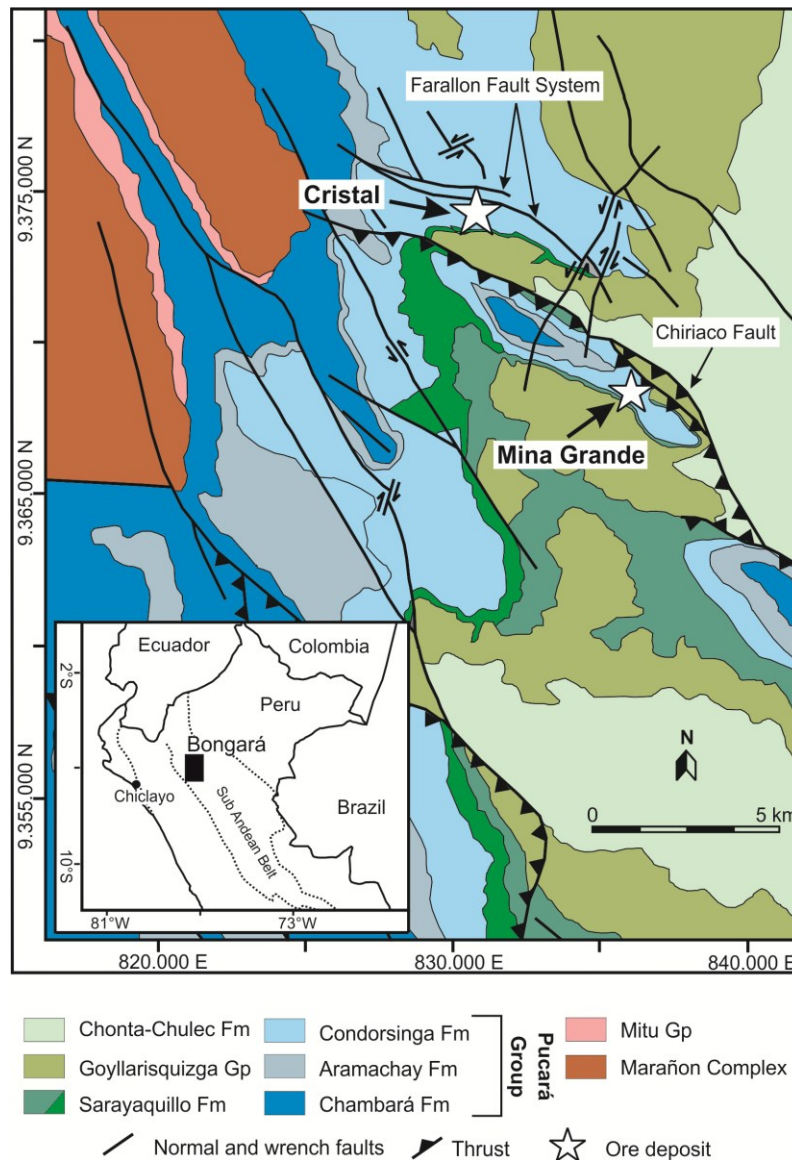 Farallon Fault System
9.375.000 N
Cristal
Chiriaco Fault
Mina Grande
9.365.000 N
Ecuador
Colombia
2°S
Peru
Bongará
N
Chiclayo
Sub Andean Belt
Brazil
0
5 km
9.355.000 N
10°S
81°W
73°W
820.000 E
830.000 E
840.000 E
Chonta-Chulec Fm
Condorsinga Fm
Pucará
Group
Mitu Gp
Goyllarisquizga Gp
Aramachay Fm
Marañon Complex
Sarayaquillo Fm
Chambará Fm
Normal and wrench faults
Thrust
Ore deposit